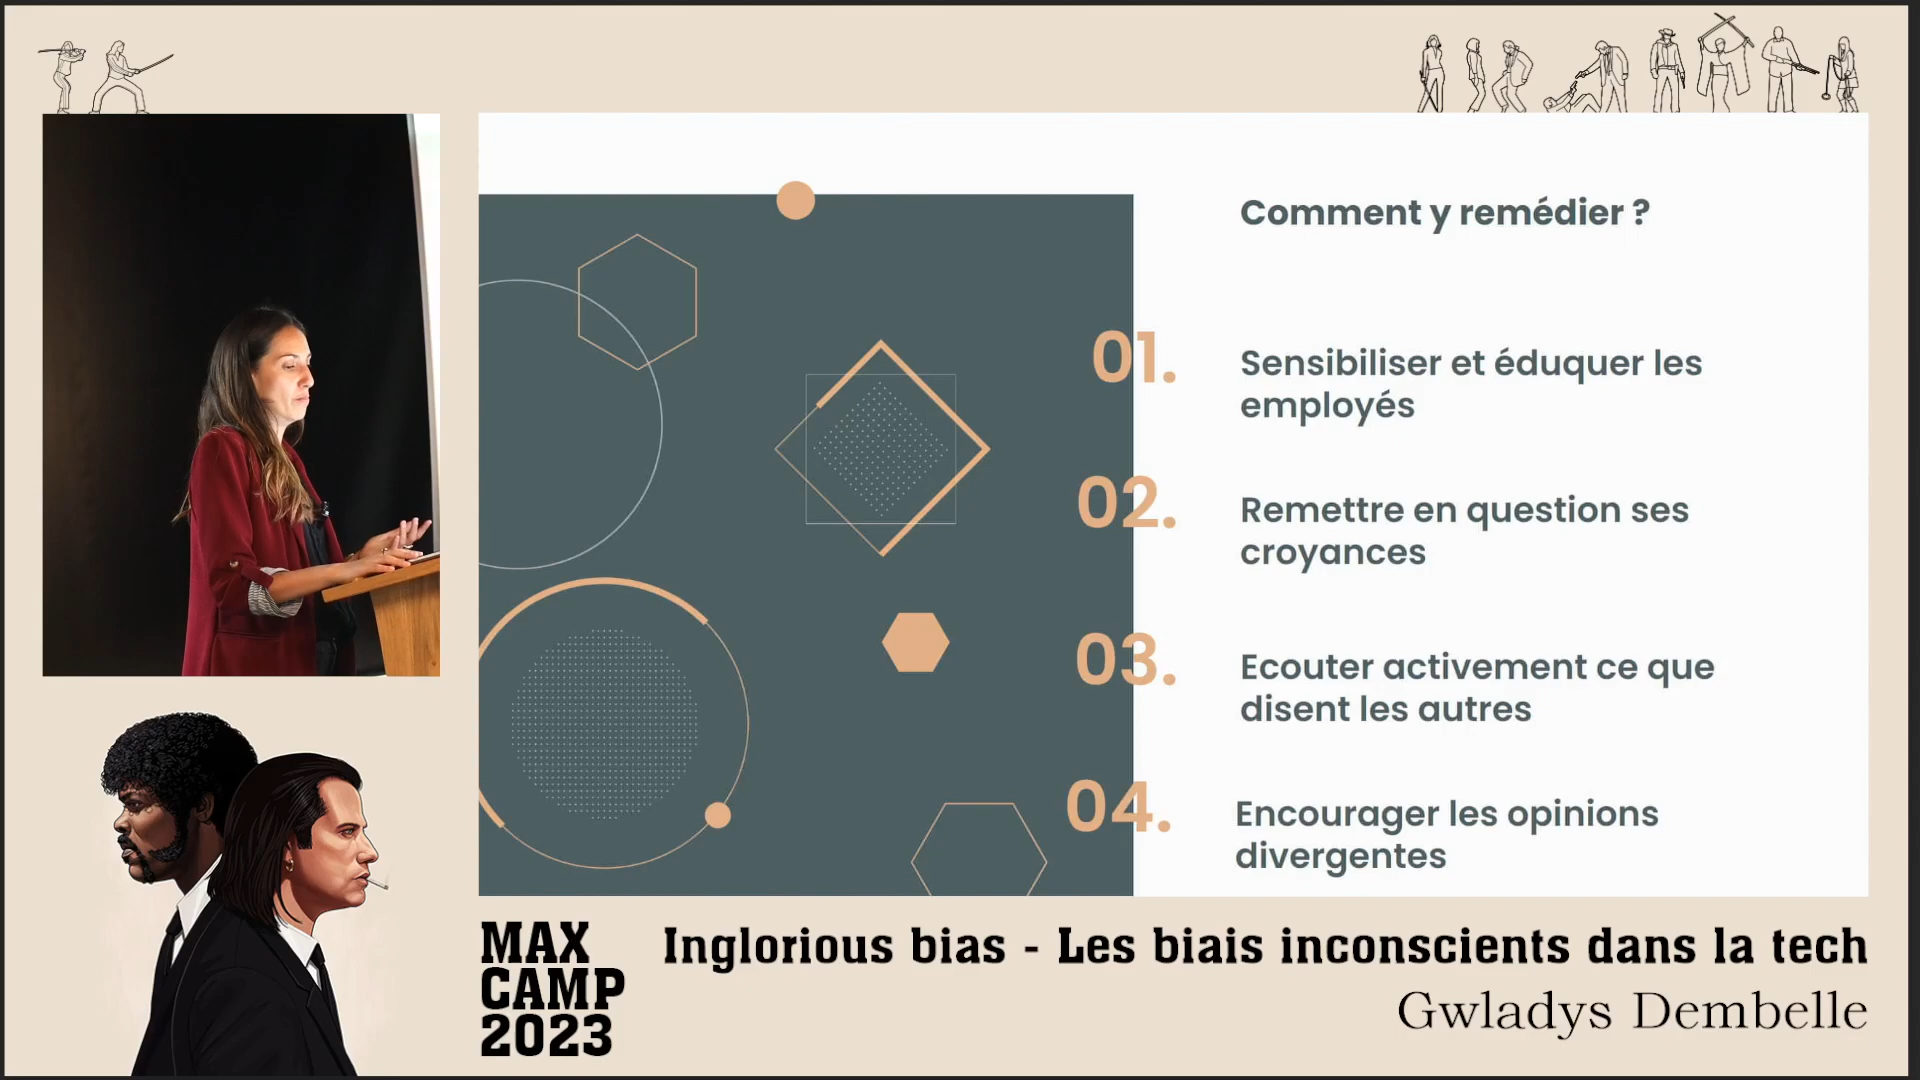 Comment y remédier ?
01.
Sensibiliser et éduquer les
employés
02.
Remettre en question ses
croyances
03.
Ecouter activement ce que
disent les autres
04.
Encourager les opinions
divergentes
MAX
CAMP
2023
Inglorious bias - Les biais inconscients dans la tech
Gwladys Dembelle